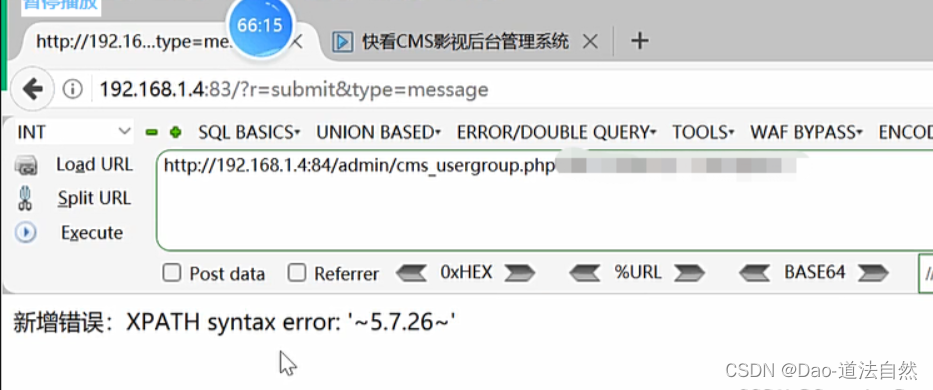 暂停播放
66:15
http://192.16...type=me
快看CMS影视后台管理系统
192.168.1.4:83/?r=submit&type=message
INT SQL BASICS UNION BASED ERROR/DOUBLE QUERY TOOLS WAF BYPASS ENCOD
Load URL
http://192.168.1.4:84/admin/cms_usergroup.php
Split URL
Execute
Post data Referrer 0xHEX %URL BASE64 //
新增错误：XPATH syntax error: '~5.7.26~'
CSDN @Dao-道法自然